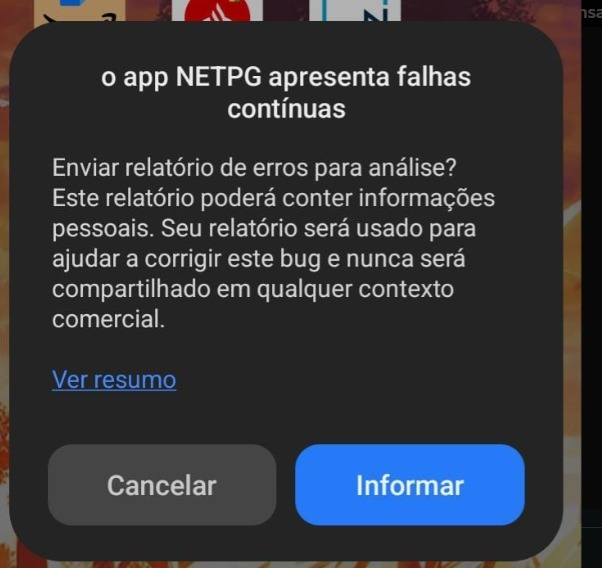 o app NETPG apresenta falhas
contínuas
Enviar relatório de erros para análise?
Este relatório poderá conter informações
pessoais. Seu relatório será usado para
ajudar a corrigir este bug e nunca será
compartilhado em qualquer contexto
comercial.
Ver resumo
Cancelar
Informar